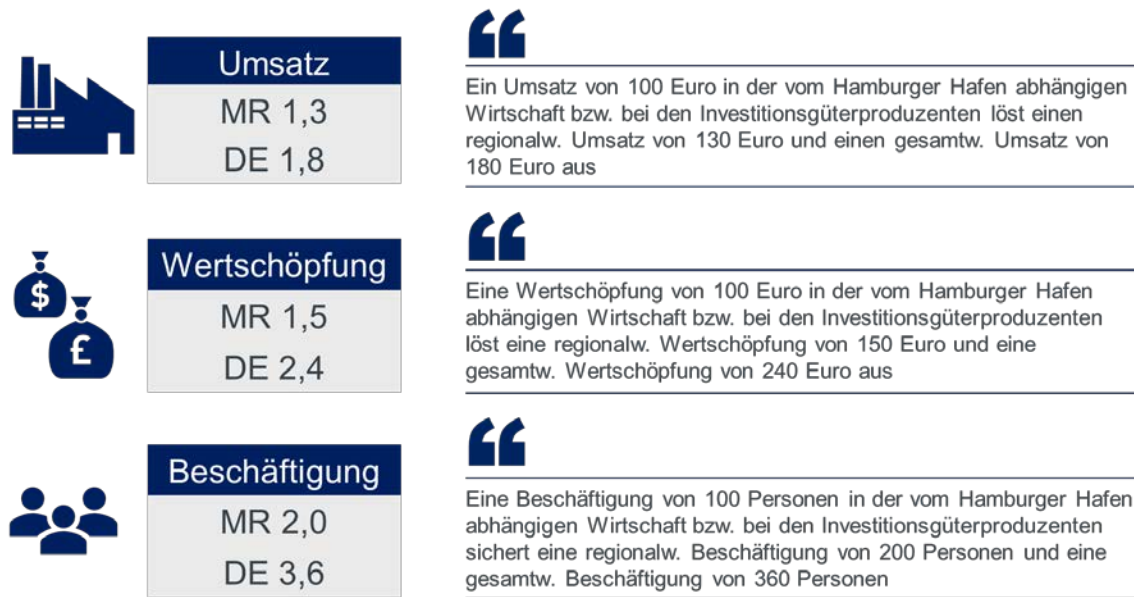 Umsatz
MR 1,3
DE 1,8
Ein Umsatz von 100 Euro in der vom Hamburger Hafen abhängigen
Wirtschaft bzw. bei den Investitionsgüterproduzenten löst einen
regionalw. Umsatz von 130 Euro und einen gesamtw. Umsatz von
180 Euro aus
$
£
Wertschöpfung
MR 1,5
DE 2,4
Eine Wertschöpfung von 100 Euro in der vom Hamburger Hafen
abhängigen Wirtschaft bzw. bei den Investitionsgüterproduzenten
löst eine regionalw. Wertschöpfung von 150 Euro und eine
gesamtw. Wertschöpfung von 240 Euro aus
Beschäftigung
MR 2,0
DE 3,6
Eine Beschäftigung von 100 Personen in der vom Hamburger Hafen
abhängigen Wirtschaft bzw. bei den Investitionsgüterproduzenten
sichert eine regionalw. Beschäftigung von 200 Personen und eine
gesamtw. Beschäftigung von 360 Personen